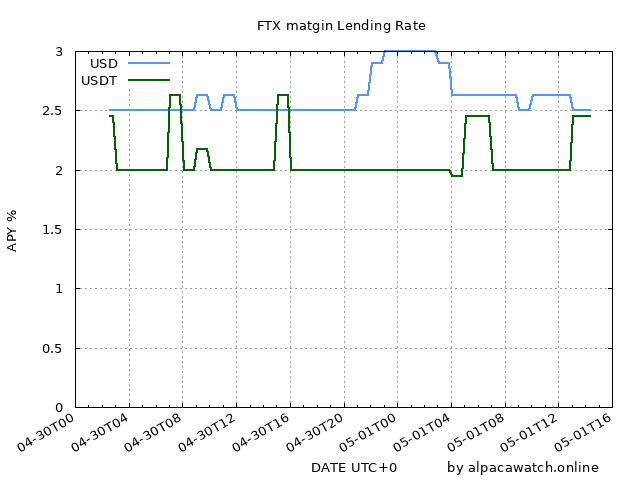 FTX matgin Lending Rate
USD
USDT
3
2.5
2
1.5
1
0.5
0
APY %
04-30T00
04-30T04
04-30T08
04-30T12
04-30T16
04-30T20
05-01T00
05-01T04
05-01T08
05-01T12
05-01T16
DATE UTC+0
by alpacawatch.online